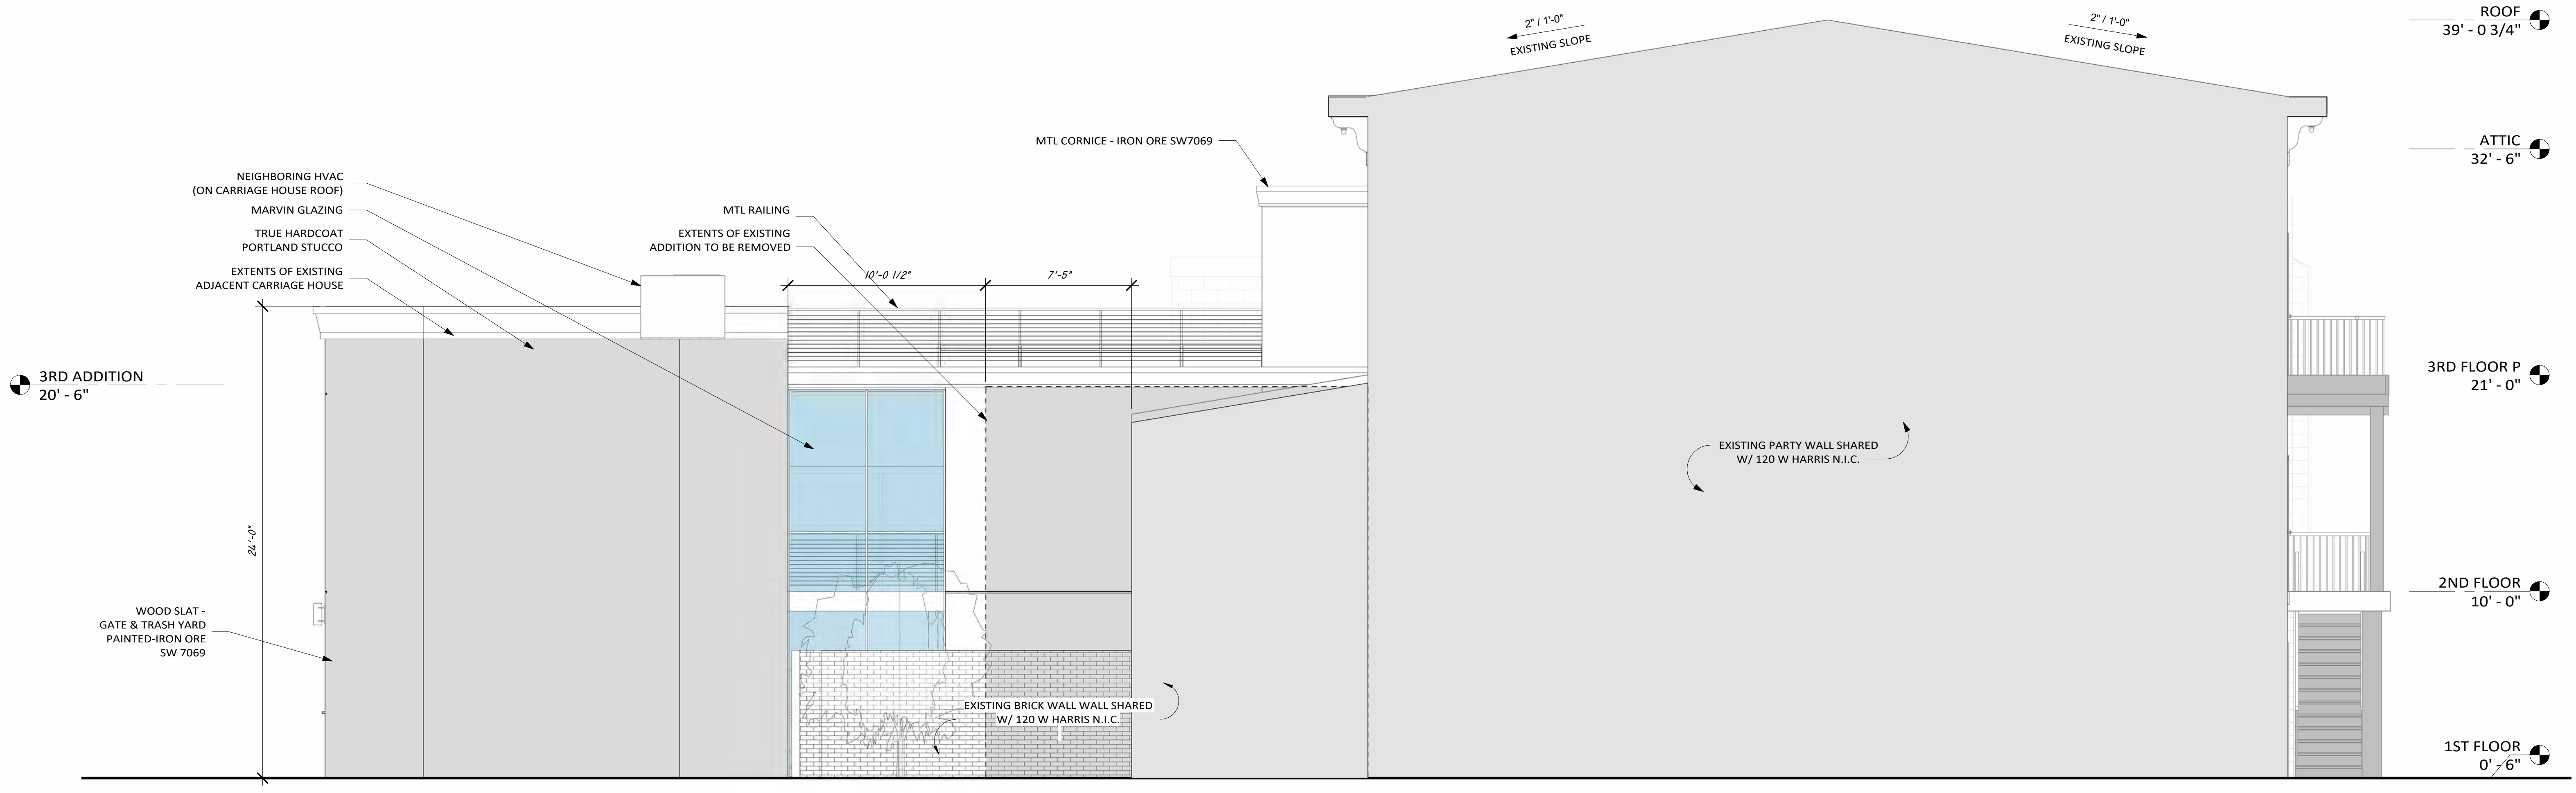 2" / 1'-0"
EXISTING SLOPE
2" / 1'-0"
EXISTING SLOPE
ROOF
39' - 0 3/4"
MTL CORNICE - IRON ORE SW7069
ATTIC
32' - 6"
NEIGHBORING HVAC
(ON CARRIAGE HOUSE ROOF)
MARVIN GLAZING
TRUE HARDCOAT
PORTLAND STUCCO
EXTENTS OF EXISTING
ADJACENT CARRIAGE HOUSE
MTL RAILING
EXTENTS OF EXISTING
ADDITION TO BE REMOVED
10'-0 1/2"
7'-5"
3RD ADDITION
20' - 6"
3RD FLOOR P
21' - 0"
EXISTING PARTY WALL SHARED
W/ 120 W HARRIS N.I.C.
24'-0"
WOOD SLAT -
GATE & TRASH YARD
PAINTED-IRON ORE
SW 7069
2ND FLOOR
10' - 0"
EXISTING BRICK WALL WALL SHARED
W/ 120 W HARRIS N.I.C.
1ST FLOOR
0' - 6"